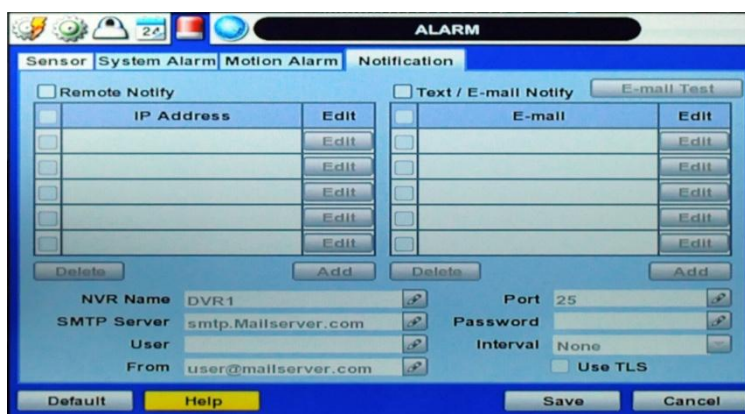 24
ALARM
Sensor System Alarm Motion Alarm Notification
Remote Notify
Text / E-mail Notify E-mail Test
IP Address Edit
E-mail Edit
Edit Edit
Edit Edit
Edit Edit
Edit Edit
Edit Edit
Delete Add Delete Add
NVR Name DVR1 Port 25
SMTP Server smtp.Mailserver.com Password
User Interval None
From user@mailserver.com Use TLS
Default Help Save Cancel